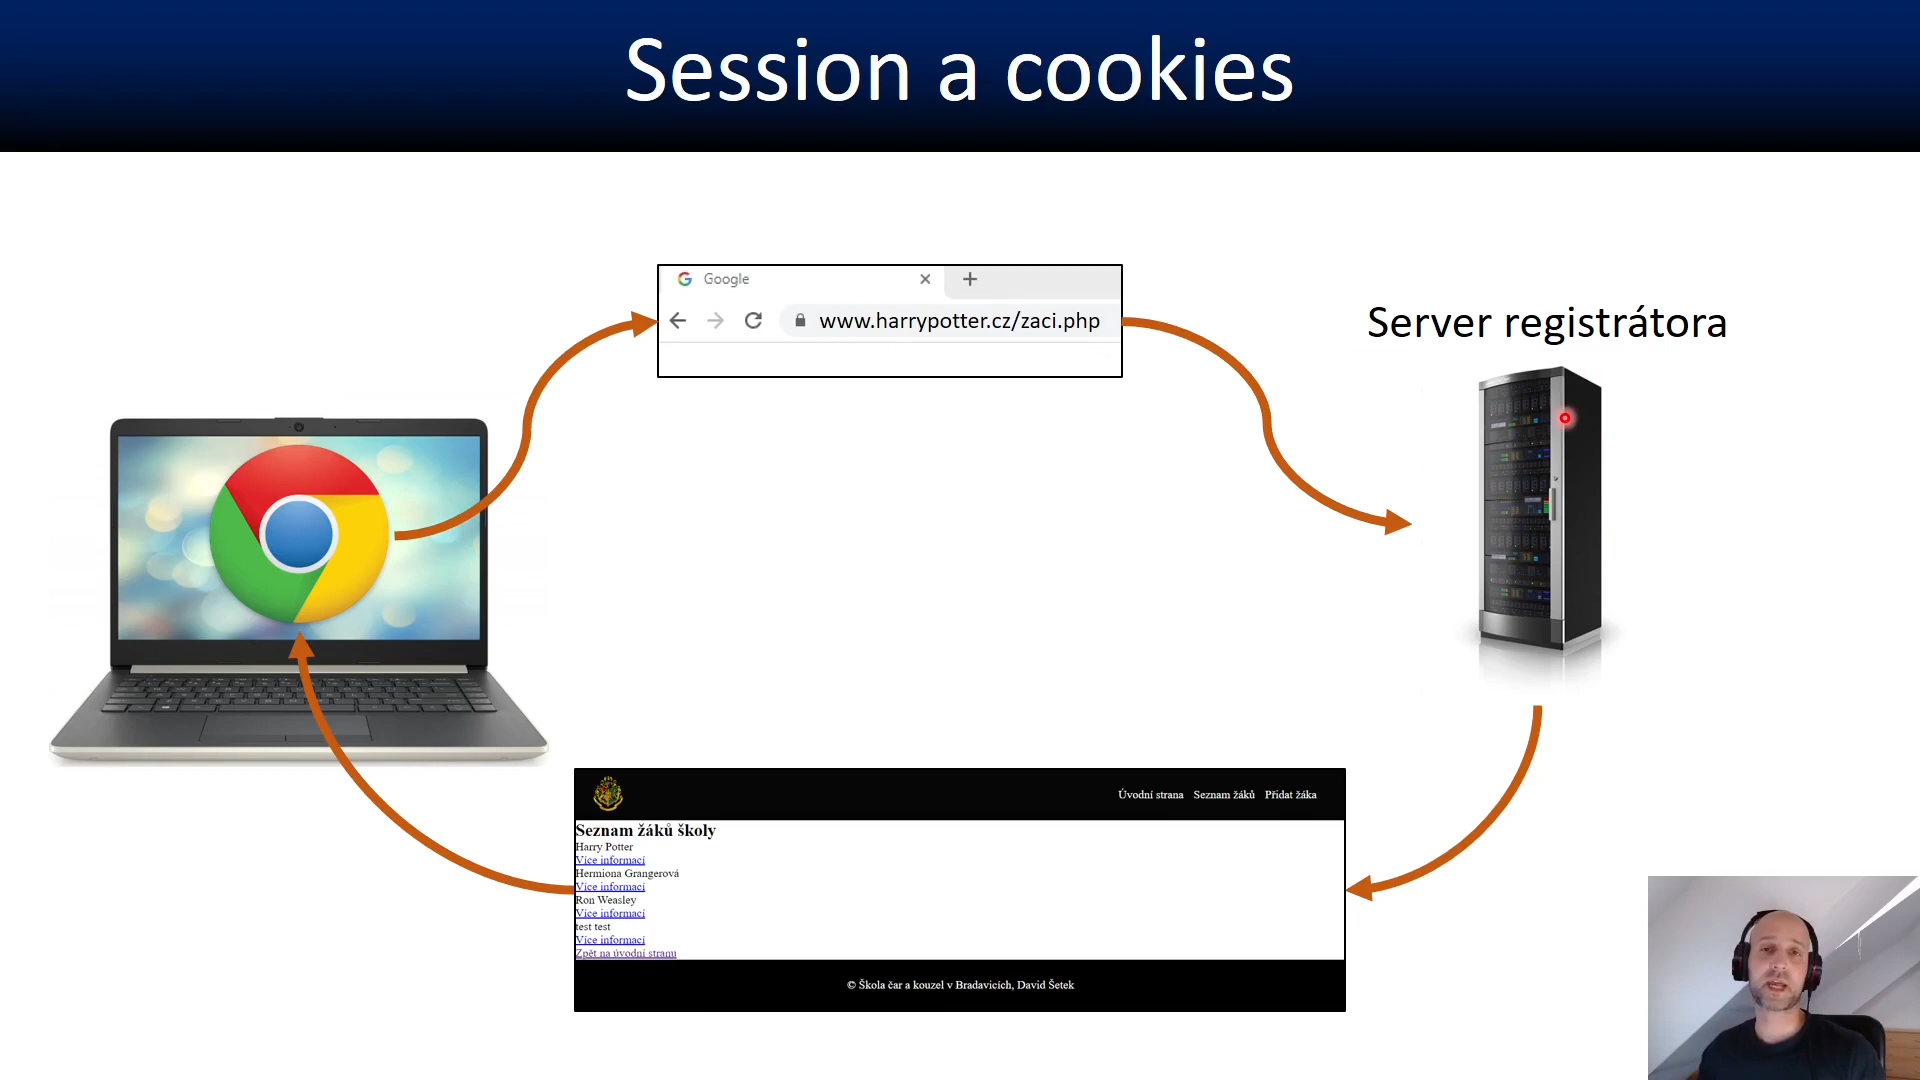 Session a cookies
Google
www.harrypotter.cz/zaci.php
Server registrátora
Úvodní strana Seznam žáků Přidat žáka
Seznam žáků školy
Harry Potter
Více informací
Hermiona Grangerová
Více informací
Ron Weasley
Více informací
test test
Více informací
Zpět na úvodní stranu
© Škola čar a kouzel v Bradavicích, David Šetek